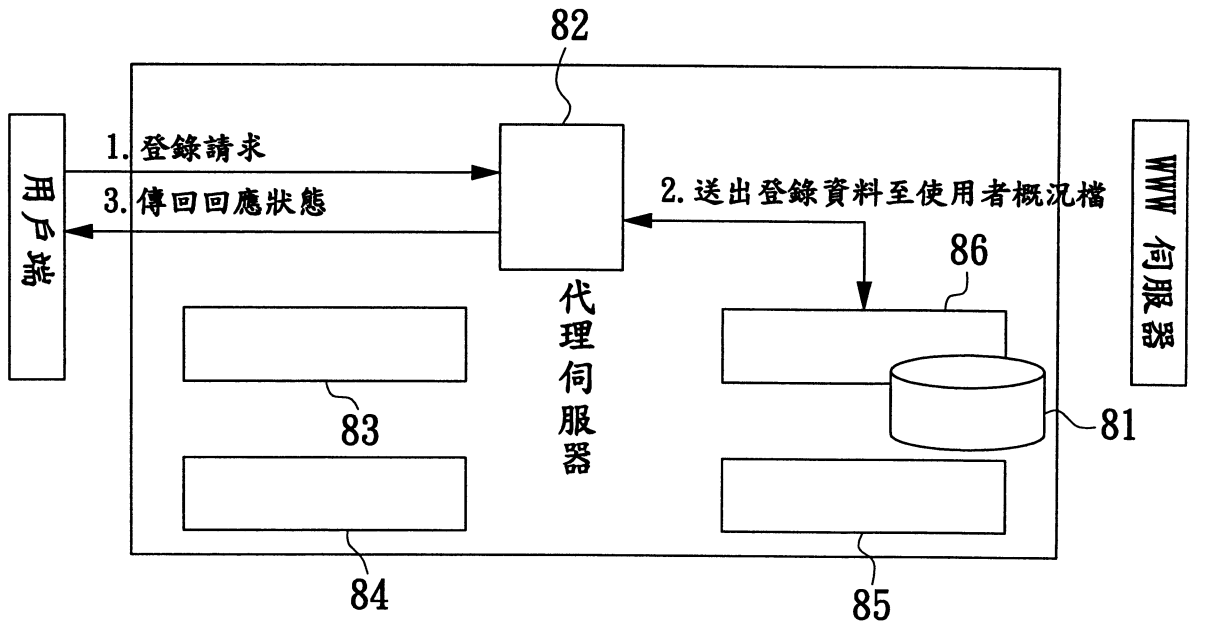 82
1.登錄請求
3.傳回回應狀態
2.送出登錄資料至使用者概況檔
用戶端
WWW 伺服器
代理伺服器
86
83
81
84
85